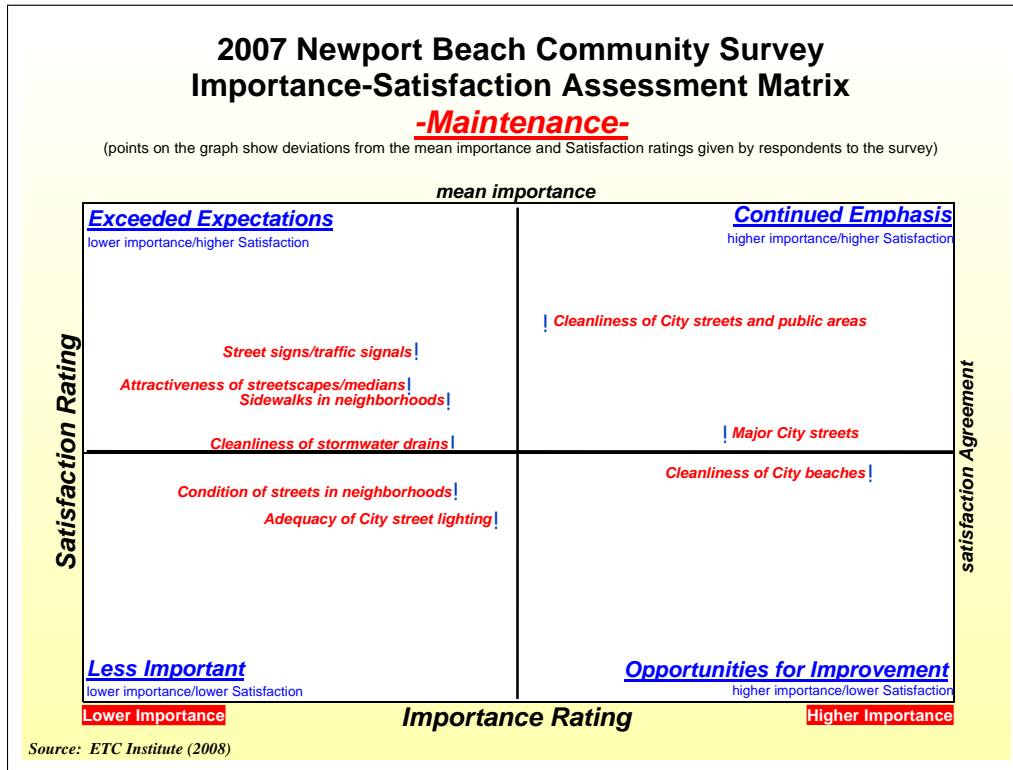 2007 Newport Beach Community Survey
Importance-Satisfaction Assessment Matrix
-Maintenance-
(points on the graph show deviations from the mean importance and Satisfaction ratings given by respondents to the survey)
mean importance
Exceeded Expectations
lower importance/higher Satisfaction
Continued Emphasis
higher importance/higher Satisfaction
Cleanliness of City streets and public areas
Street signs/traffic signals
Attractiveness of streetscapes/medians
Sidewalks in neighborhoods
Major City streets
Cleanliness of stormwater drains
Cleanliness of City beaches
Condition of streets in neighborhoods
Adequacy of City street lighting
Satisfaction Rating
satisfaction Agreement
Less Important
lower importance/lower Satisfaction
Opportunities for Improvement
higher importance/lower Satisfaction
Lower Importance
Importance Rating
Higher Importance
Source: ETC Institute (2008)